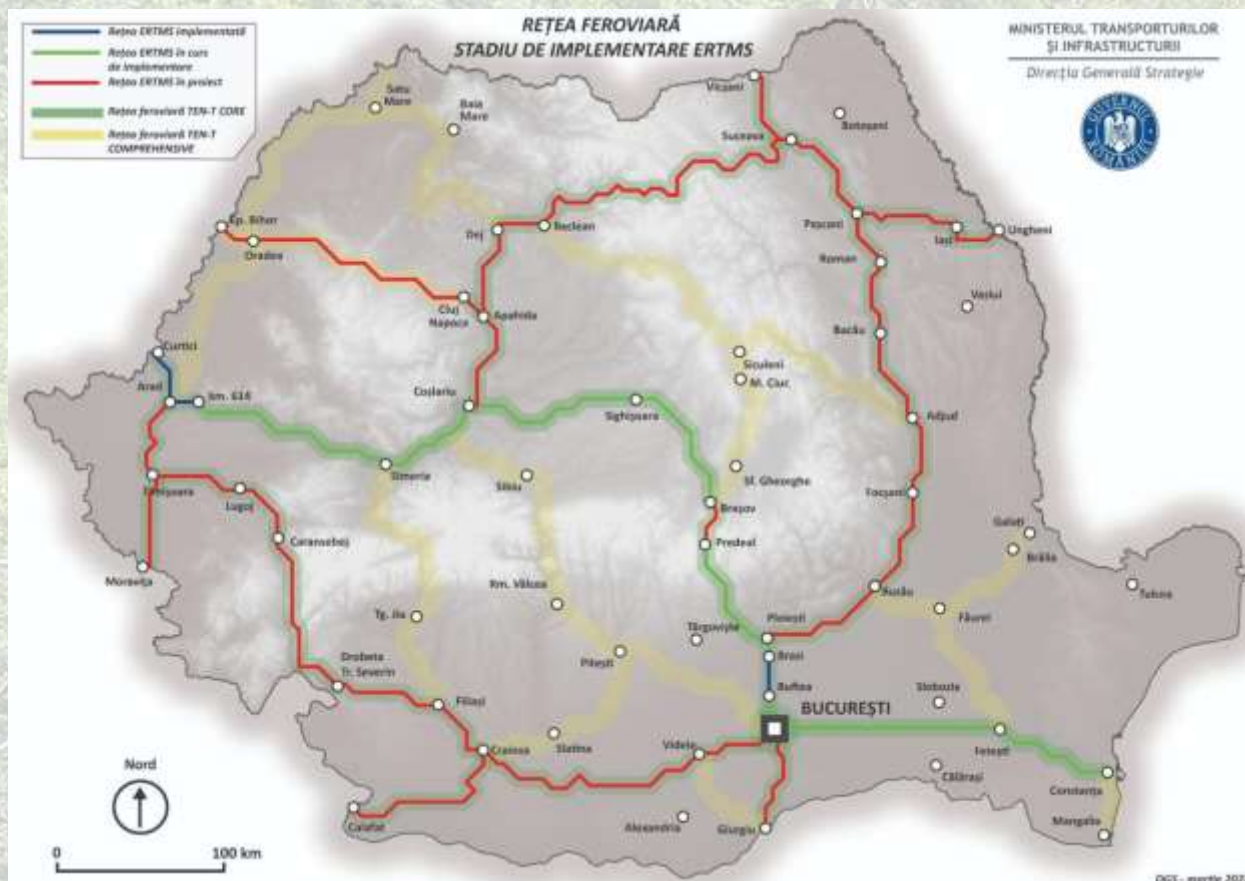 REȚEA FEROVIARĂ
STADIU DE IMPLEMENTARE ERTMS
Rețea ERTMS implementată
Rețea ERTMS în curs
de implementare
Rețea ERTMS în proiect
Rețea feroviară TEN-T CORE
Rețea feroviară TEN-T
COMPREHENSIVE
MINISTERUL TRANSPORTURILOR
ȘI INFRASTRUCTURII
Direcția Generală Strategie
GUVERNUL
ROMÂNIEI
Satu
Mare
Baia
Mare
Vicșani
Suceava
Botoșani
Ep. Bihor
Oradea
Dej
Beclean
Pașcani
Iași
Ungheni
Roman
Cluj
Napoca
Apahida
Vaslui
Bacău
Curtici
Arad
km. 614
Coșlariu
Sighișoara
Siculeni
M. Ciuc
Adjud
Simeria
Sibiu
Sf. Gheorghe
Timișoara
Lugoj
Brașov
Focșani
Caransebeș
Predeal
Galați
Brăila
Moravița
Rm. Vâlcea
Buzău
Tulcea
Tg. Jiu
Târgoviște
Ploiești
Făurei
Brazi
Pitești
Drobeta
Tr. Severin
Buftea
Slobozia
BUCUREȘTI
Filiași
Craiova
Slatina
Videle
Fetești
Călărași
Constanța
Nord
Calafat
Alexandria
Giurgiu
Mangalia
0
100 km